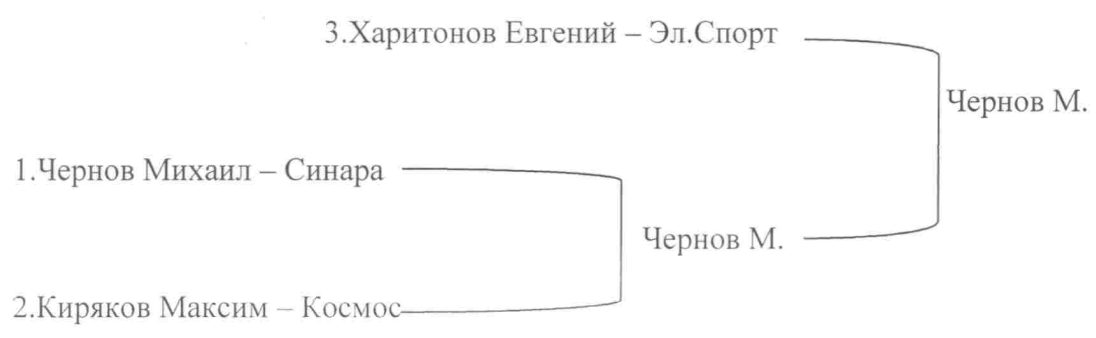 3.Харитонов Евгений – Эл.Спорт
Чернов М.
1.Чернов Михаил – Синара
Чернов М.
2.Киряков Максим – Космос